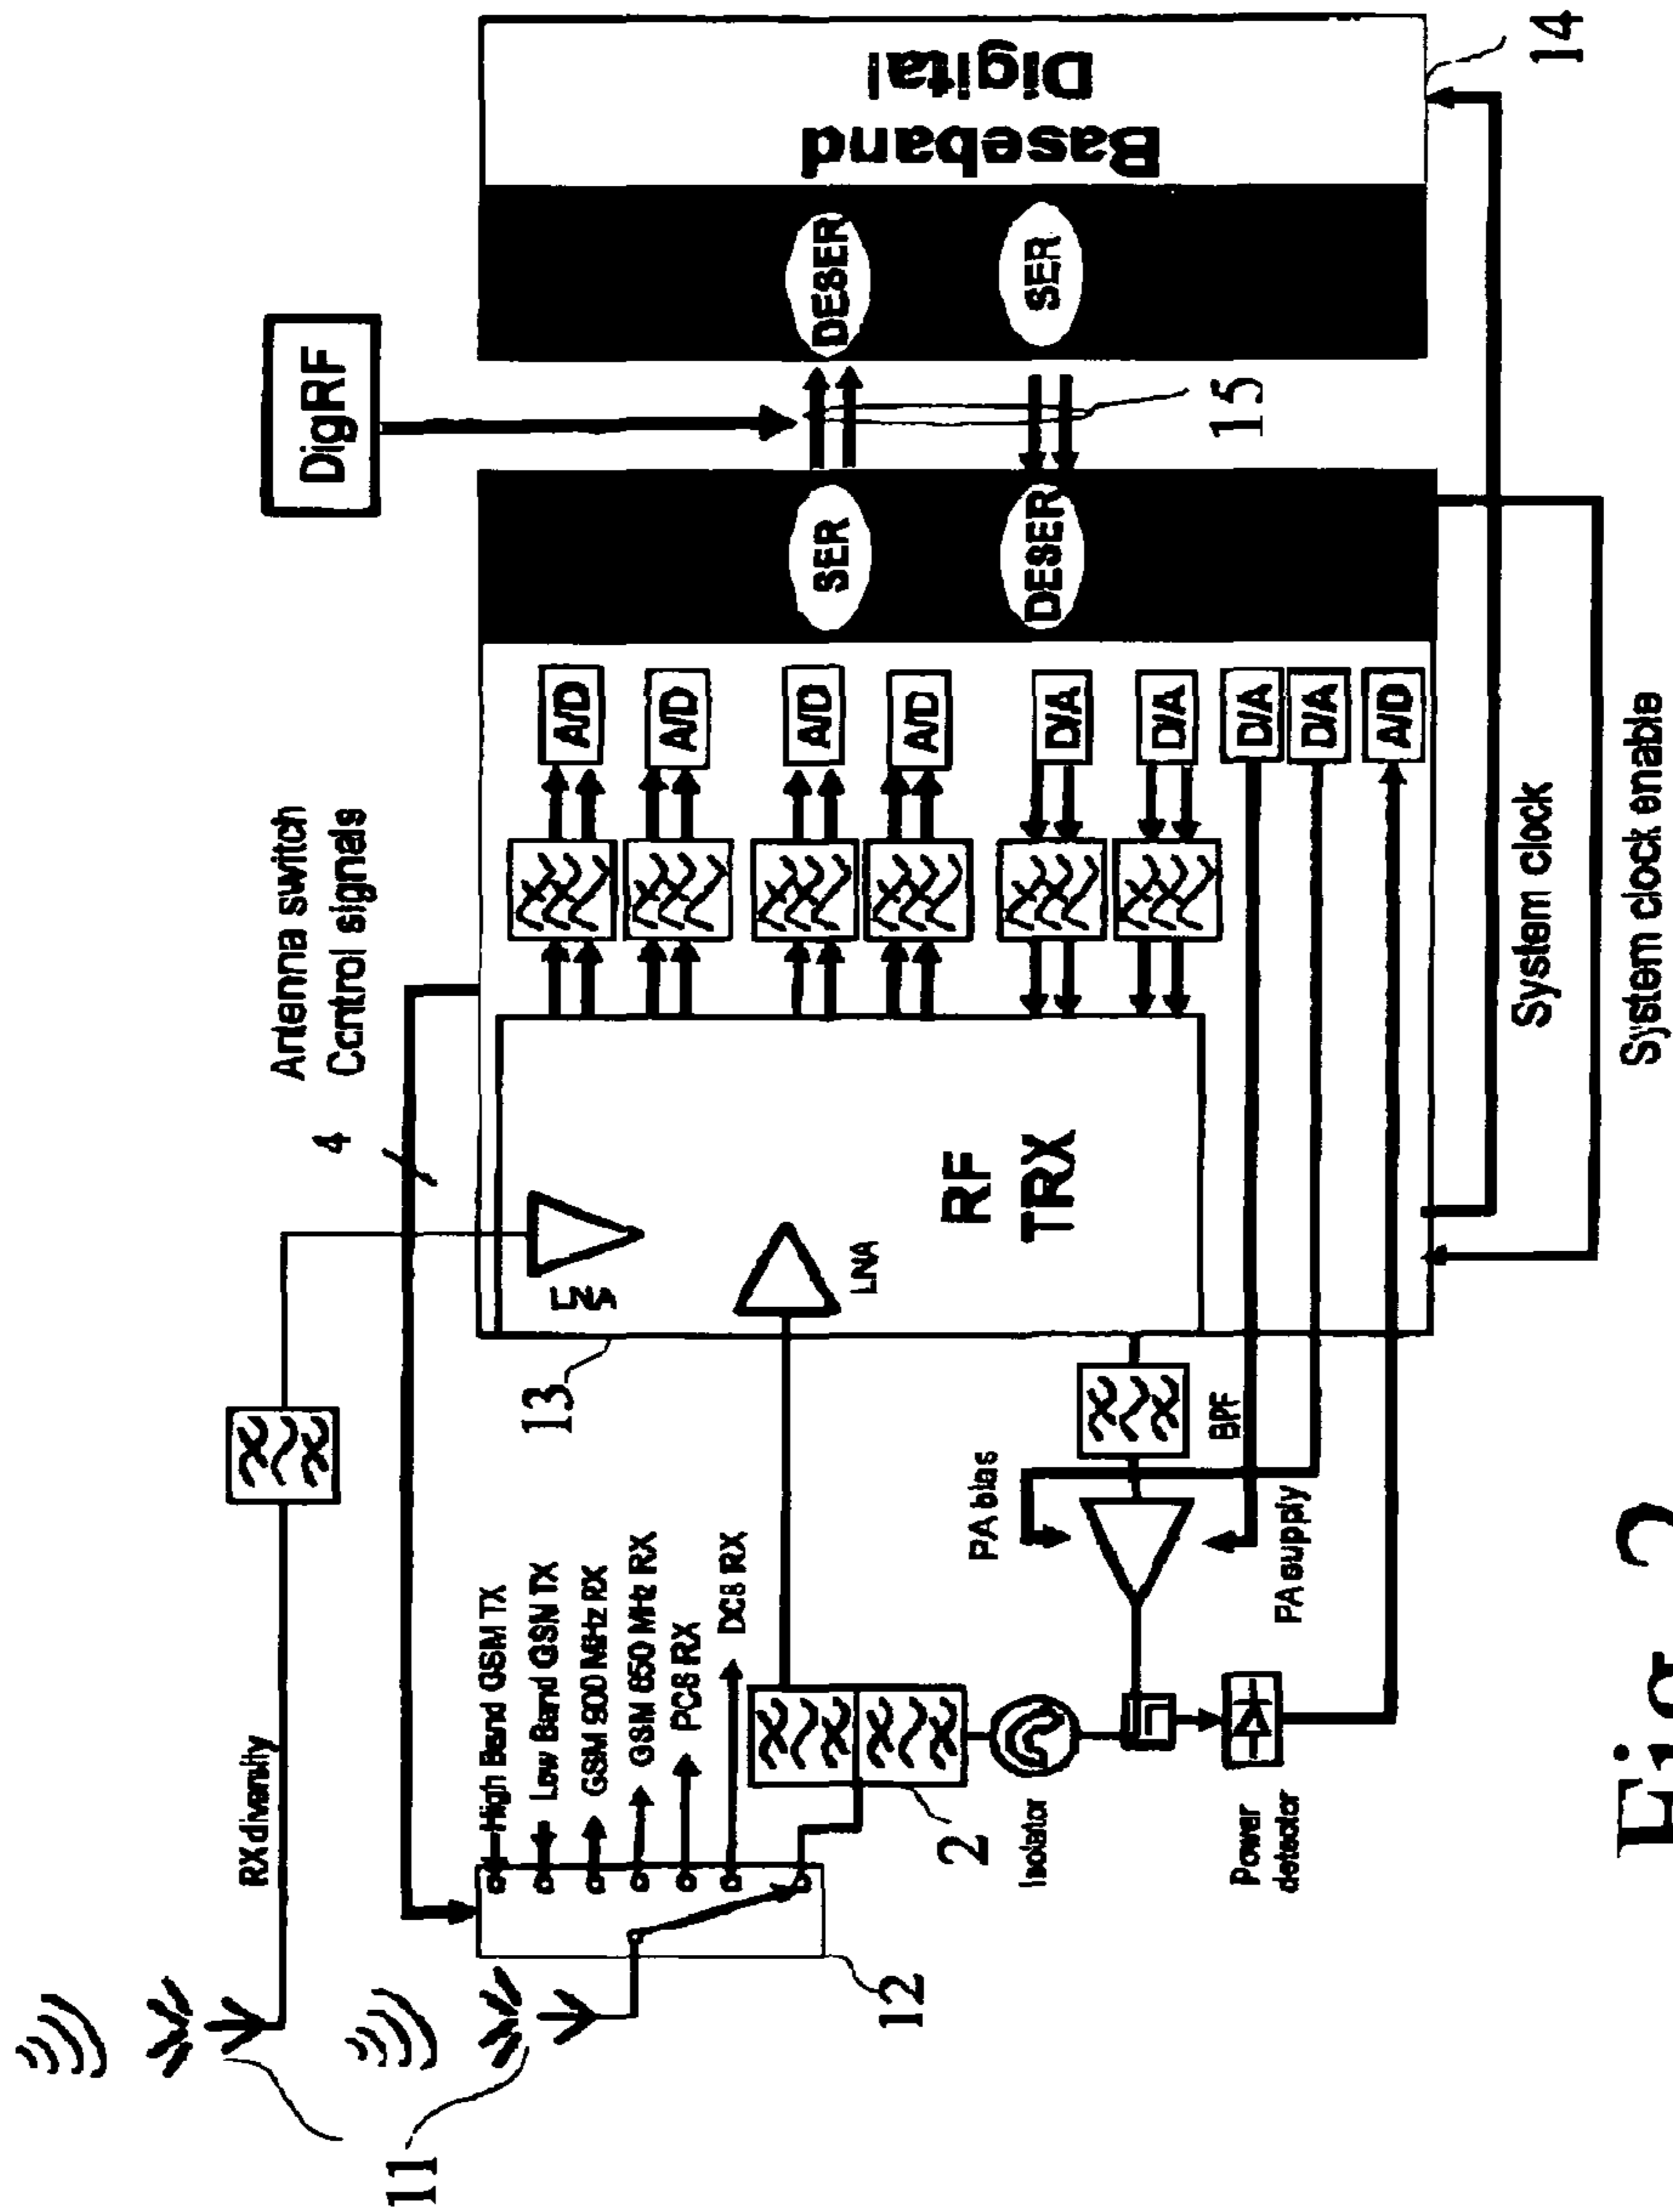 RX diversity
4
Antenna switch
Control signals
DigRF
11
High Band GSM TX
Low Band GSM TX
GSM 900 MHz RX
GSM 850 MHz RX
PCS RX
DCS RX
12
2
Isolator
Power
detector
13
LNA
RF
TRX
A/D
A/D
A/D
A/D
D/A
D/A
D/A
D/A
A/D
SER
DESER
15
DESER
SER
Baseband
Digital
14
PA bias
BPF
PA supply
System clock
System clock enable
Fig. 2